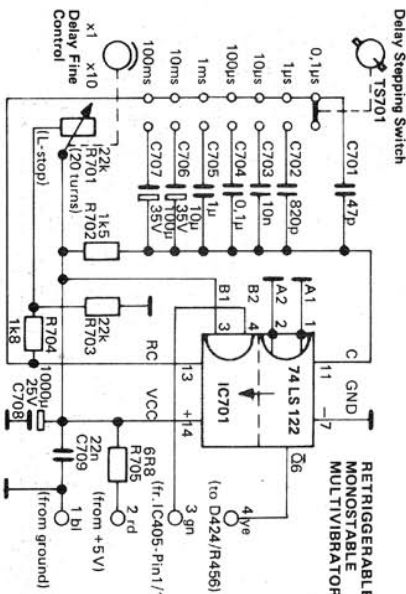 Delay Stepping Switch
TS701
0,1µs
1µs
10µs
100µs
1ms
10ms
100ms
x1
x10
Delay Fine
Control
C701
47p
C702
820p
C703
10n
C704
0,1µ
C705
1µ
C706
10µ
35V
C707
100µ
35V
22k
R701
(20 turns)
(L-stop)
1k5
R702
22k
R703
R704
1k8
A1
A2
B2
B1
1
2
4
3
RC
13
VCC
+14
C
11
GND
-7
Q̅6
74 LS 122
IC701
RETRIGGERABLE
MONOSTABLE
MULTIVIBRATOR
1000µ
25V
C708
22n
C709
6R8
R705
4ye
(to D424/R456)
3 gn
(fr. IC405-Pin1/
2 rd
(from +5V)
1 bl
(from ground)